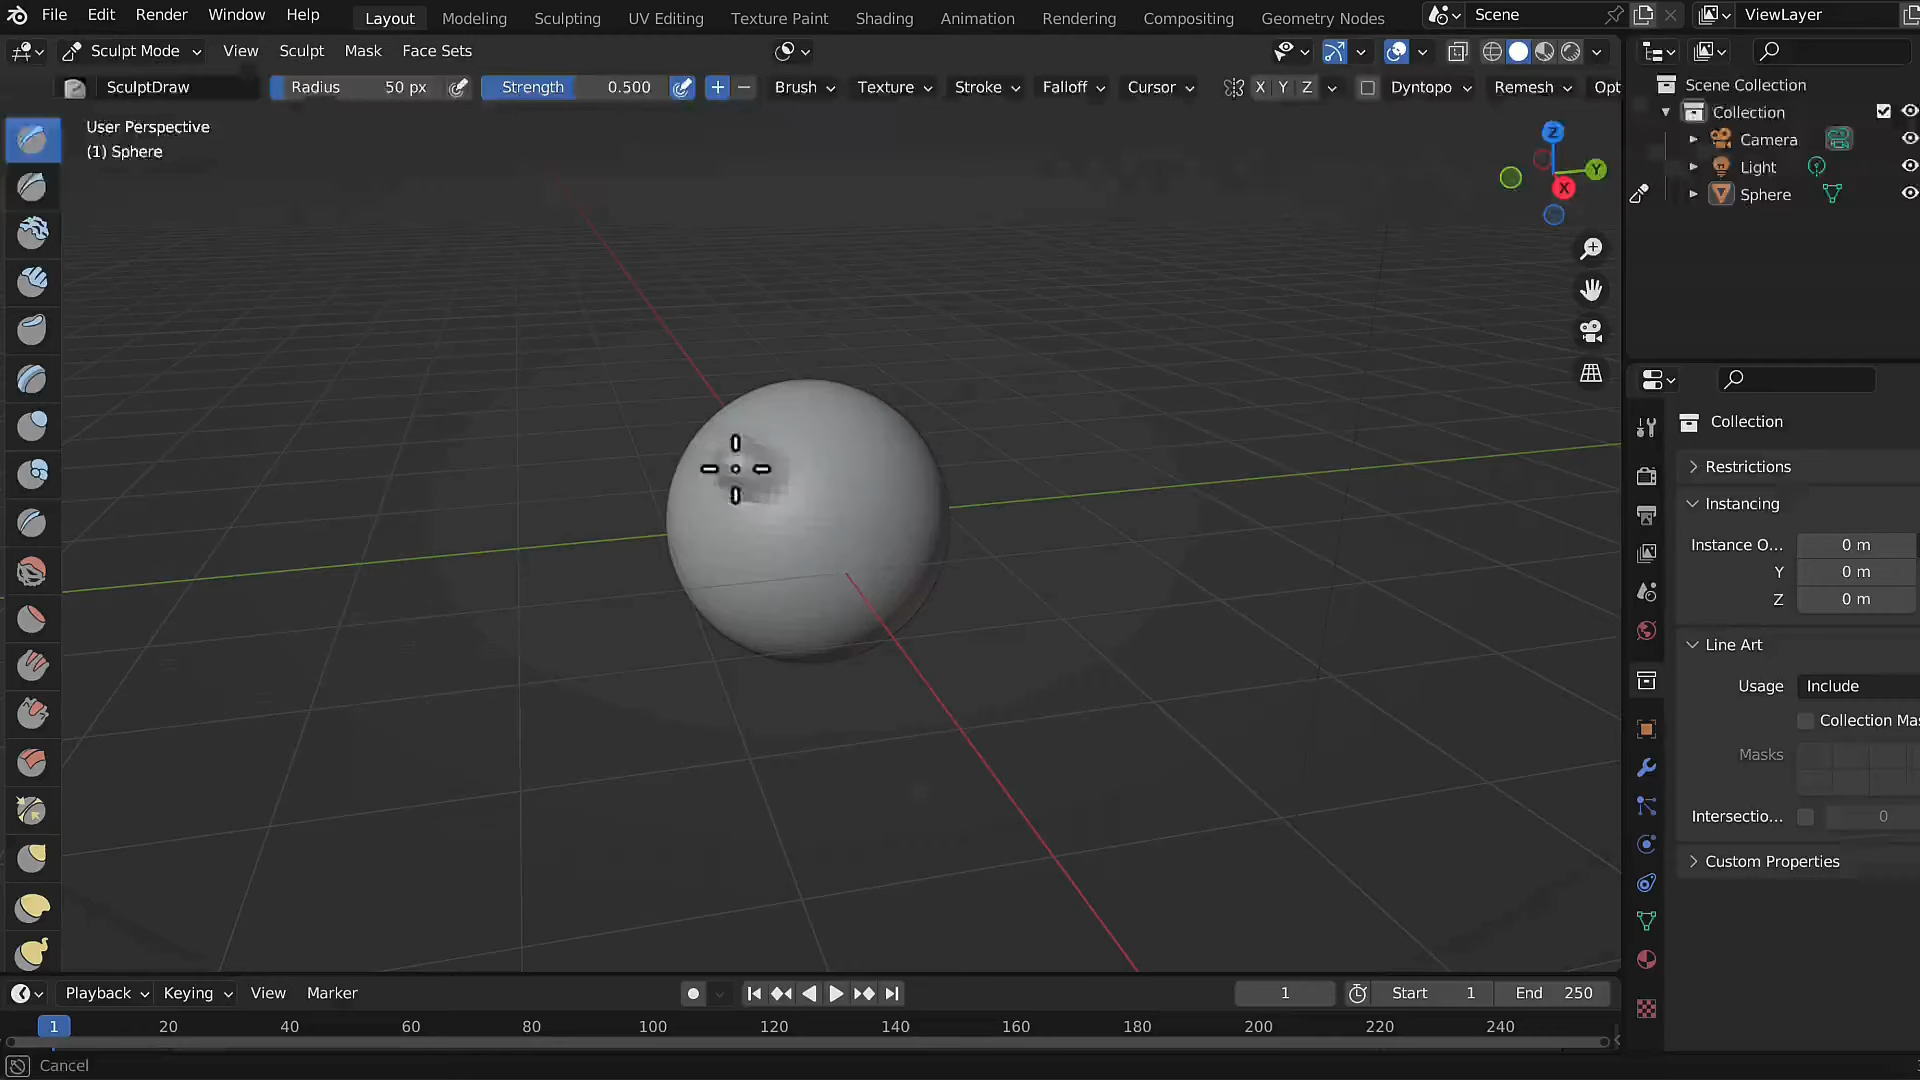 File Edit Render Window Help Layout Modeling Sculpting UV Editing Texture Paint Shading Animation Rendering Compositing Geometry Nodes Scene ViewLayer
Sculpt Mode View Sculpt Mask Face Sets
SculptDraw Radius 50 px Strength 0.500 Brush Texture Stroke Falloff Cursor X Y Z Dyntopo Remesh Opt
User Perspective
(1) Sphere
Z
Y
X
Scene Collection
Collection
Camera
Light
Sphere
Collection
Restrictions
Instancing
Instance O... 0 m
Y 0 m
Z 0 m
Line Art
Usage Include
Collection Mas
Masks
Intersectio... 0
Custom Properties
Playback Keying View Marker 1 Start 1 End 250
1 20 40 60 80 100 120 140 160 180 200 220 240
Cancel